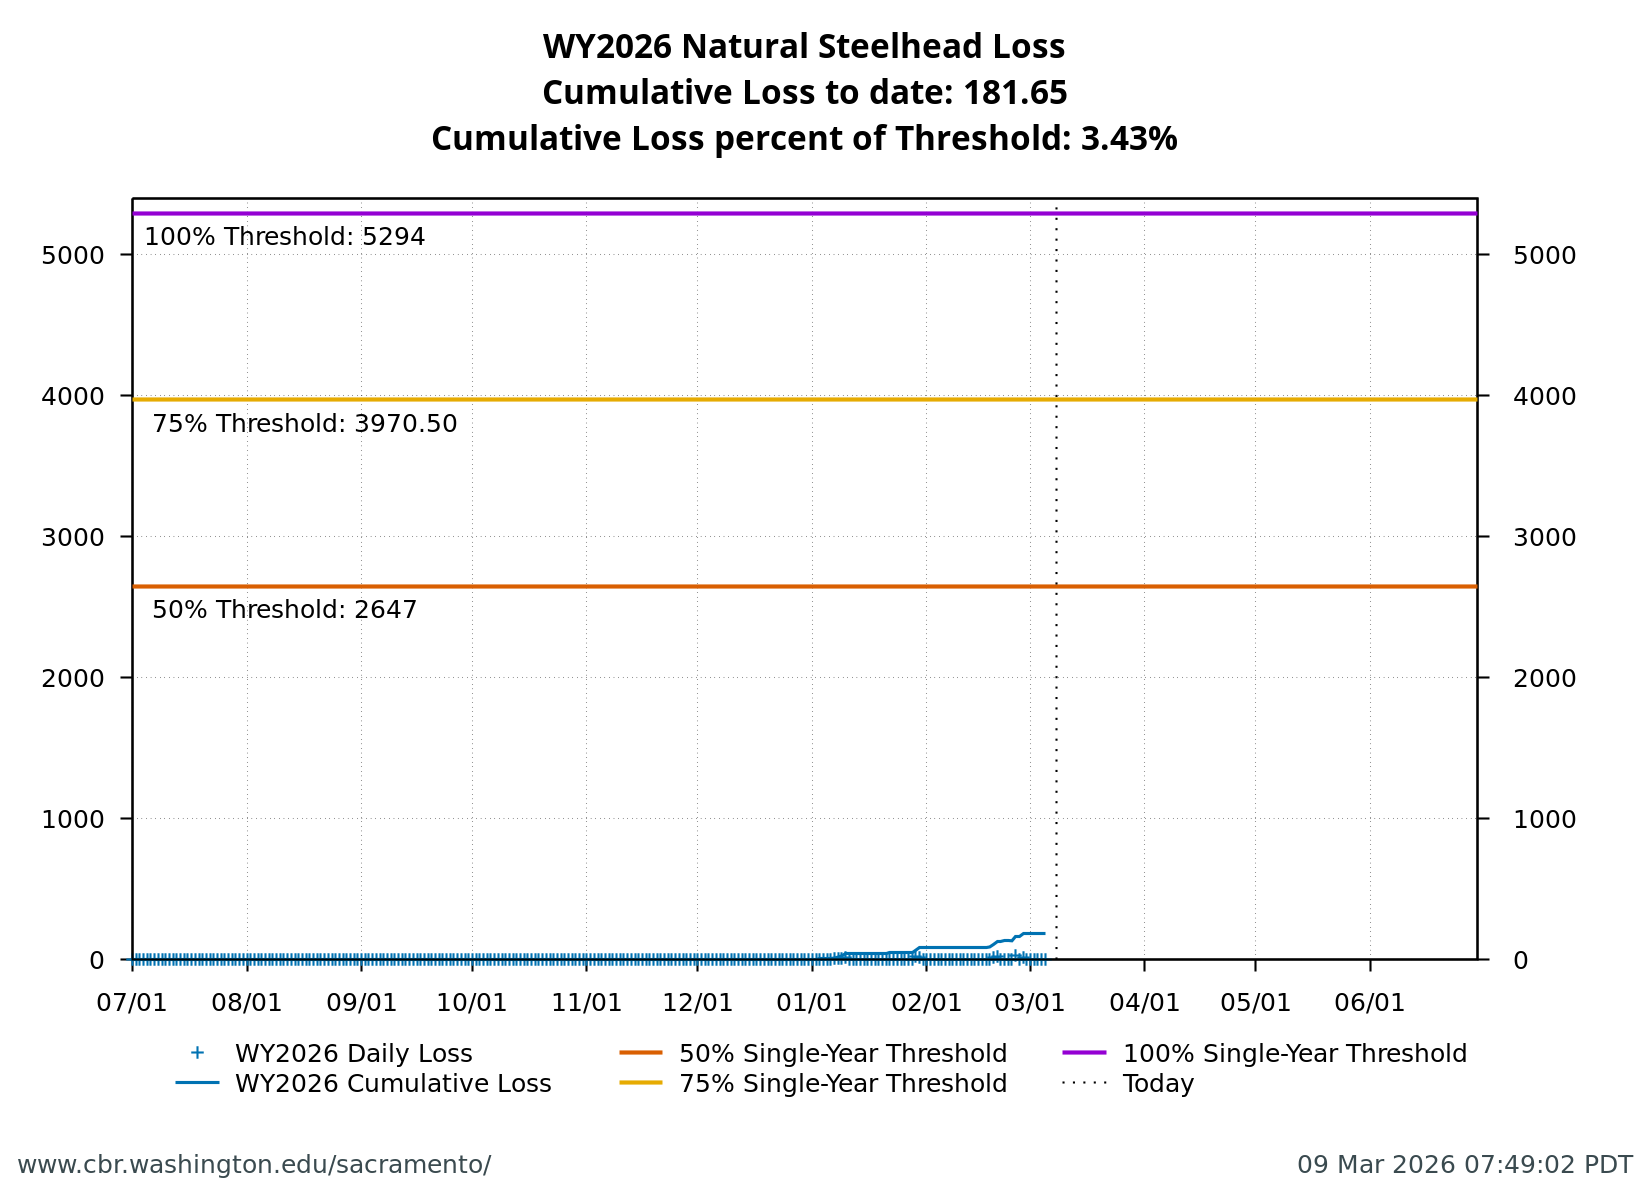 WY2026 Natural Steelhead Loss
Cumulative Loss to date: 181.65
Cumulative Loss percent of Threshold: 3.43%
100% Threshold: 5294
5000 5000
4000 4000
75% Threshold: 3970.50
3000 3000
50% Threshold: 2647
2000 2000
1000 1000
0 0
07/01 08/01 09/01 10/01 11/01 12/01 01/01 02/01 03/01 04/01 05/01 06/01
WY2026 Daily Loss 50% Single-Year Threshold 100% Single-Year Threshold
WY2026 Cumulative Loss 75% Single-Year Threshold Today
www.cbr.washington.edu/sacramento/ 09 Mar 2026 07:49:02 PDT